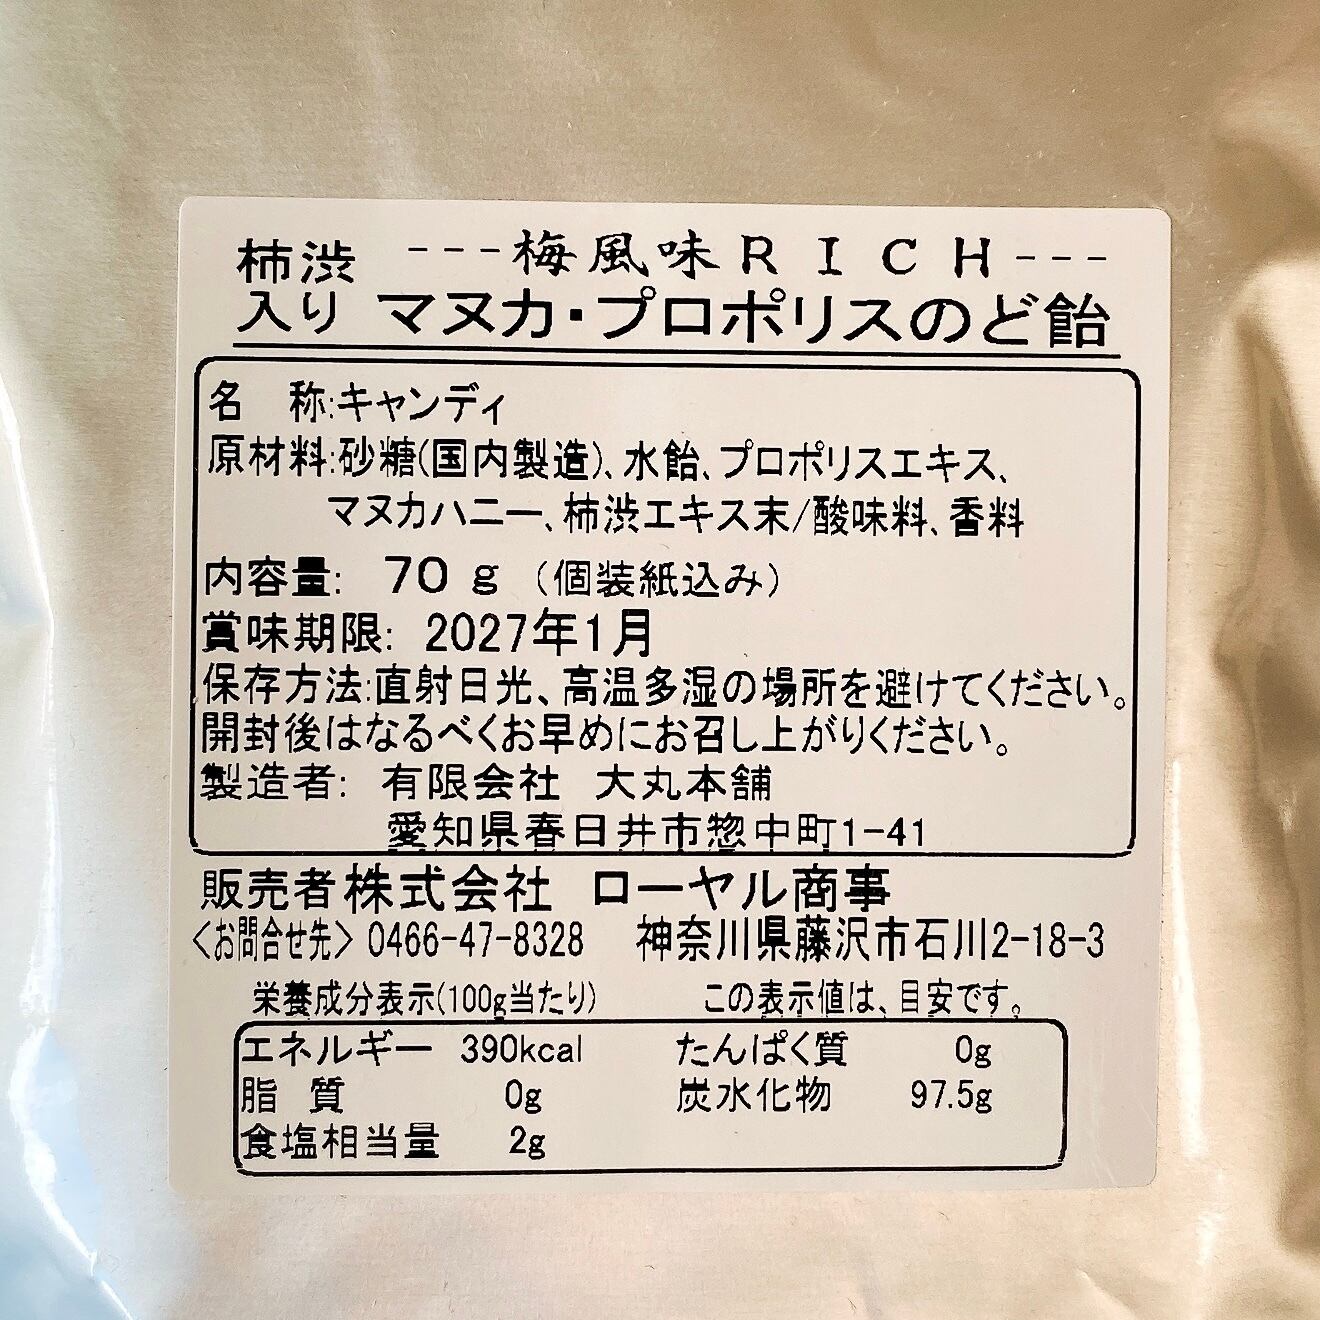 柿渋 ---梅風味RICH---
入り マヌカ・プロポリスのど飴
名　称:キャンディ
原材料:砂糖(国内製造)、水飴、プロポリスエキス、
マヌカハニー、柿渋エキス末/酸味料、香料
内容量: 70g (個装紙込み)
賞味期限: 2027年1月
保存方法:直射日光、高温多湿の場所を避けてください。
開封後はなるべくお早めにお召し上がりください。
製造者: 有限会社 大丸本舗
愛知県春日井市惣中町1-41
販売者株式会社 ローヤル商事
<お問合せ先> 0466-47-8328 神奈川県藤沢市石川2-18-3
栄養成分表示(100g当たり) この表示値は、目安です。
エネルギー 390kcal たんぱく質 0g
脂 質 0g 炭水化物 97.5g
食塩相当量 2g